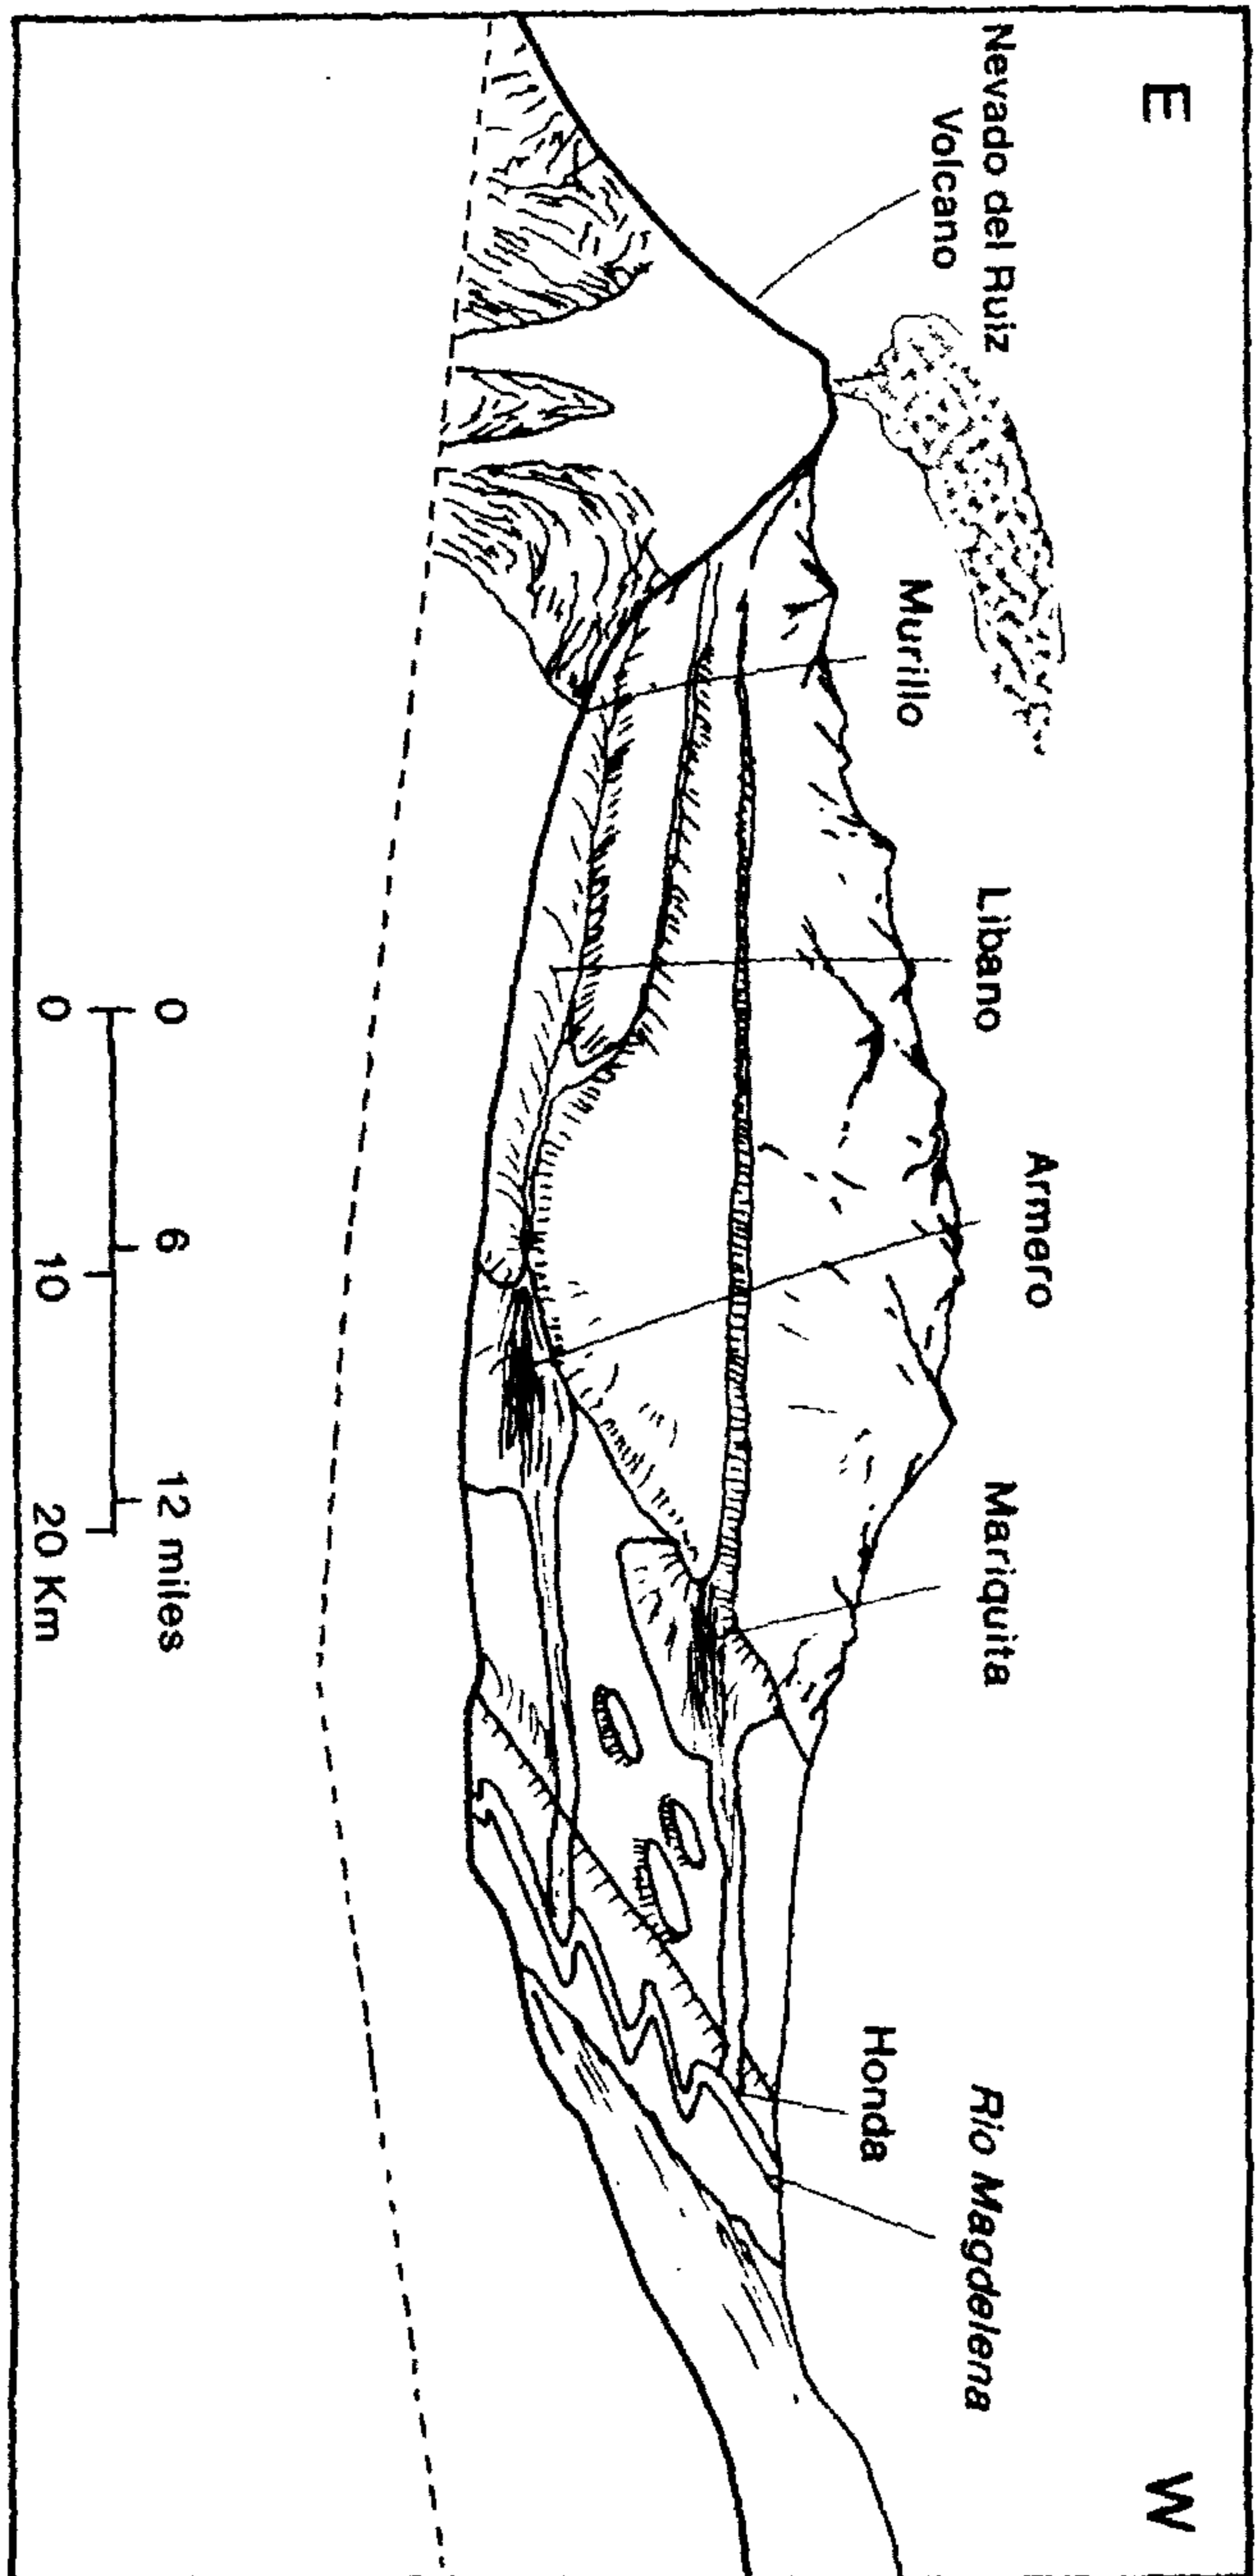 E
W
Nevado del Ruiz
Volcano
Murillo
Libano
Armero
Mariquita
Honda
Rio Magdelena
0 6 12 miles
0 10 20 Km